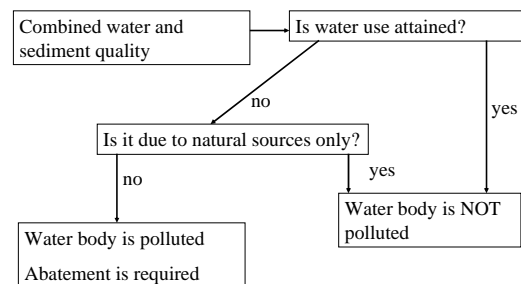 Combined water and
sediment quality
Is water use attained?
no
yes
Is it due to natural sources only?
no
yes
Water body is NOT
polluted
Water body is polluted
Abatement is required